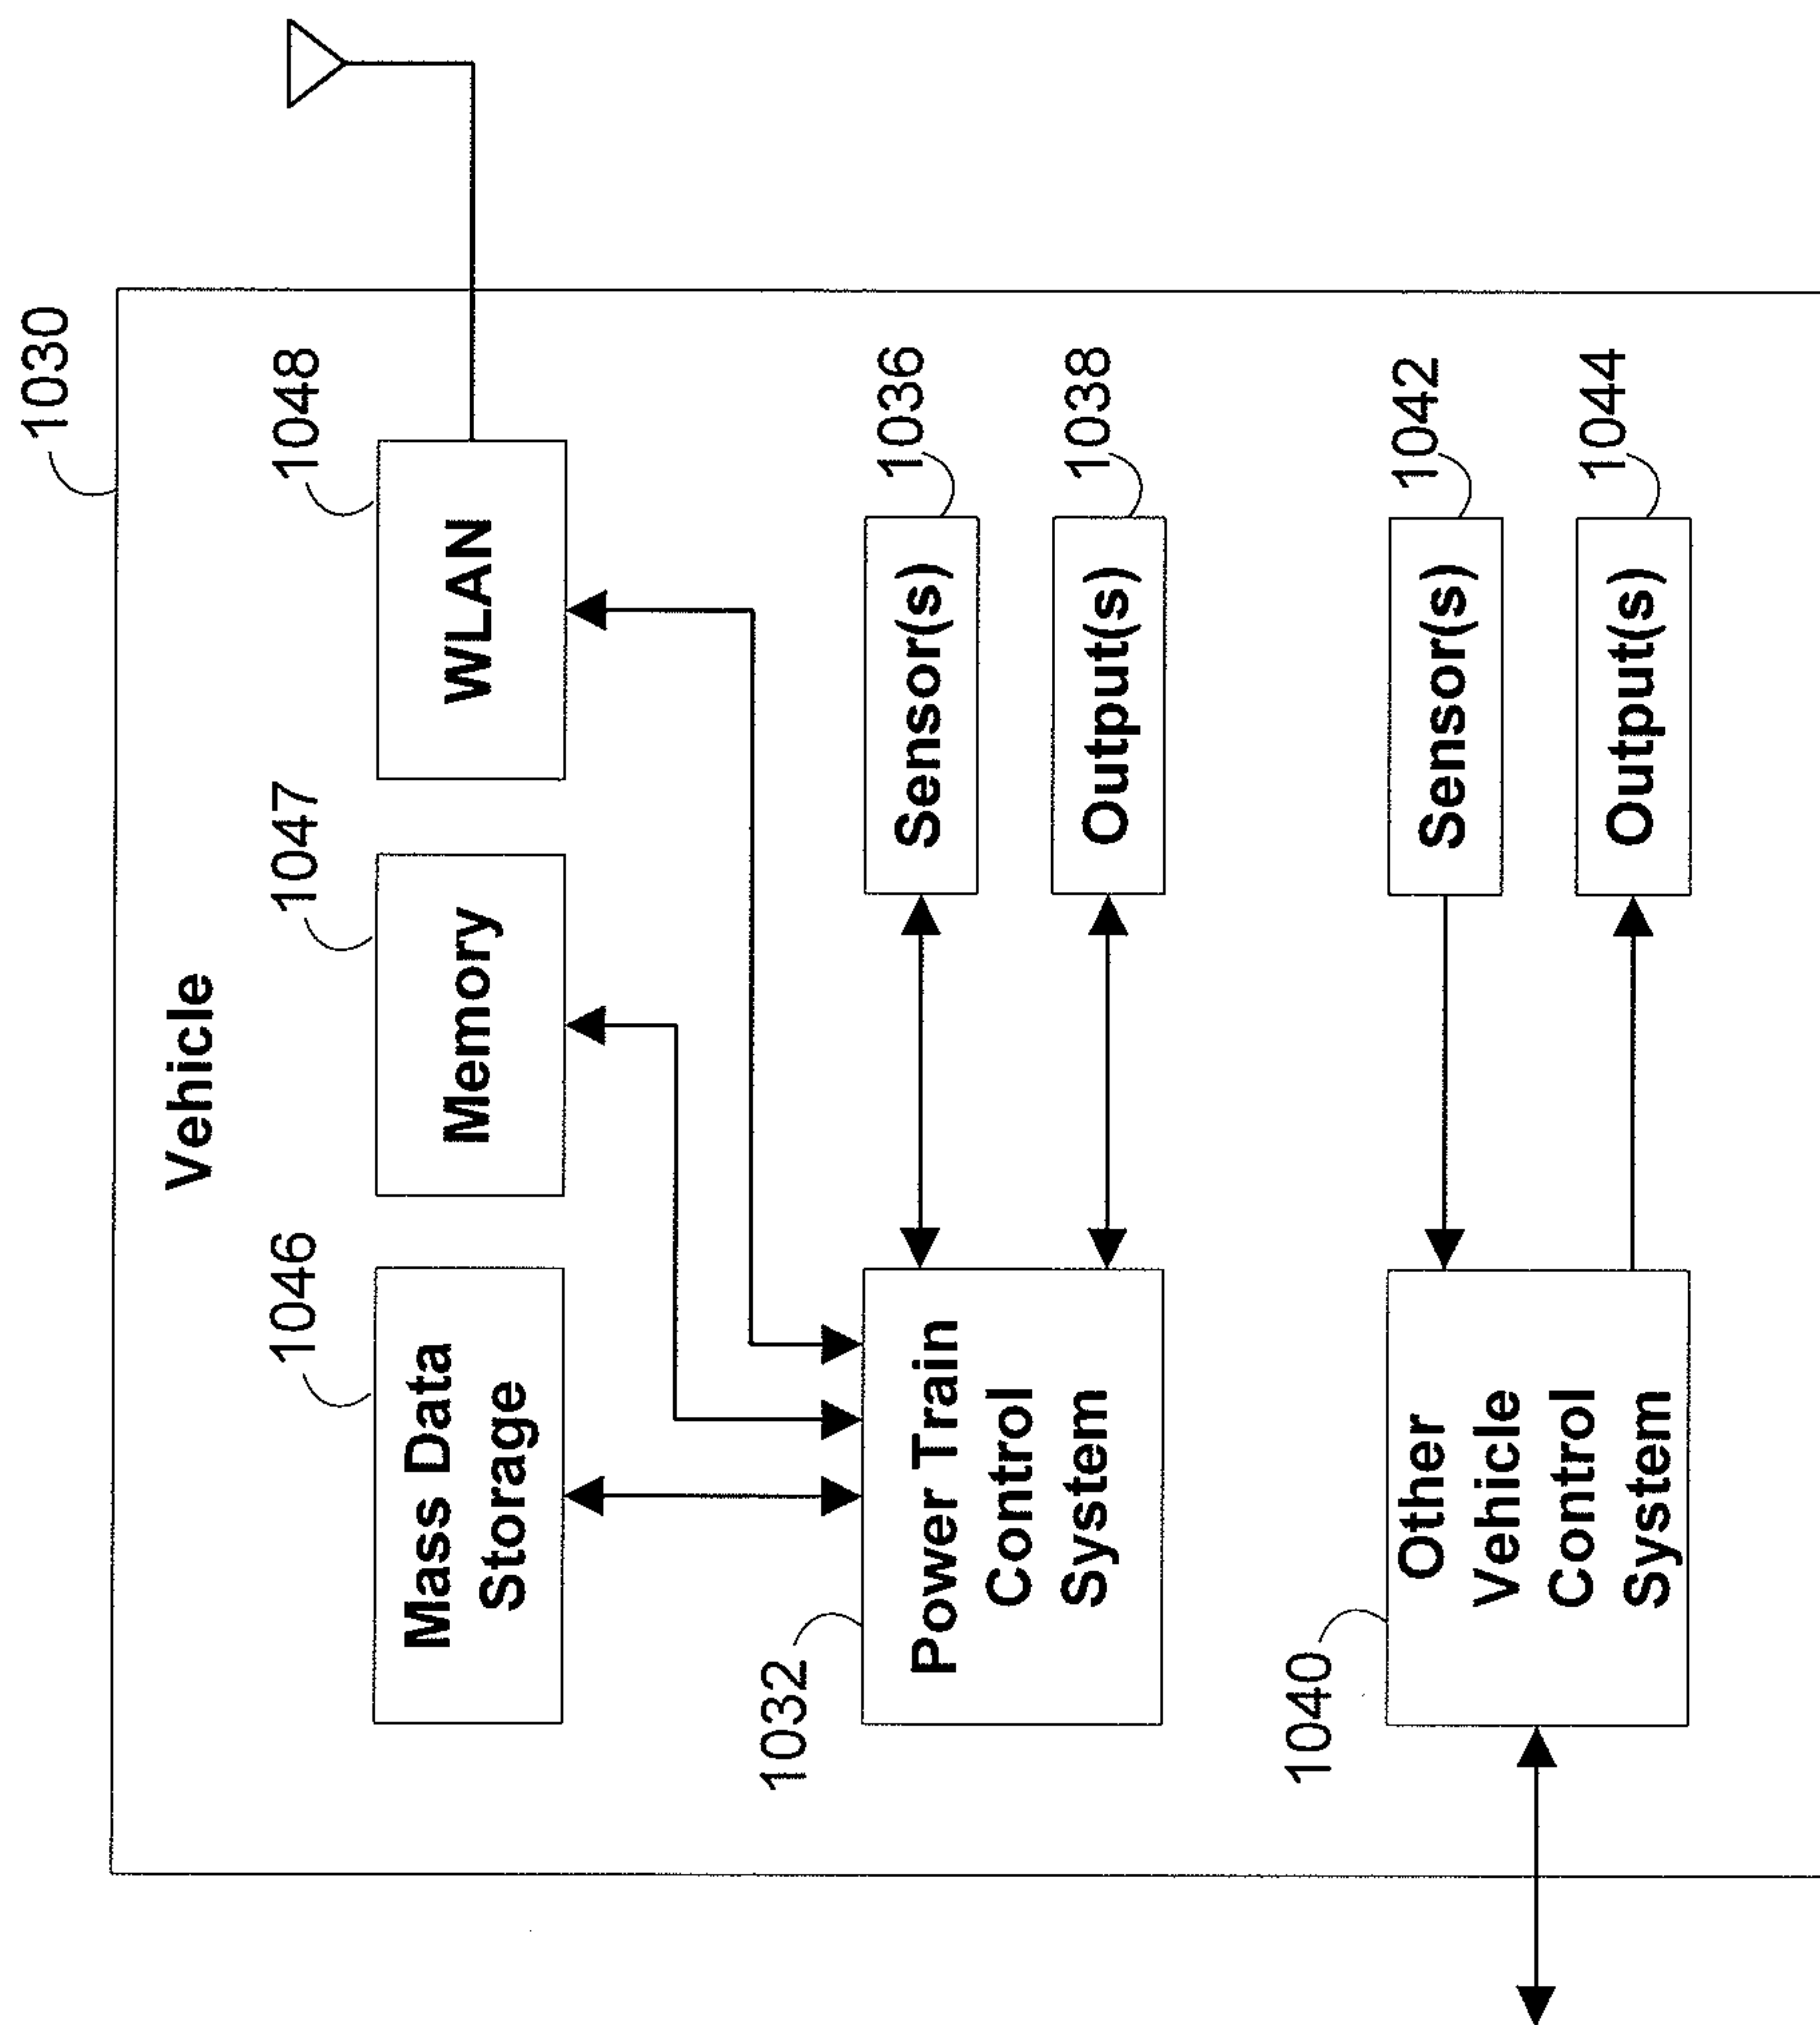 1030
Vehicle
1046
1047
1048
Mass Data
Storage
Memory
WLAN
1032
1036
Power Train
Control
System
Sensor(s)
1038
Output(s)
1040
1042
Other
Vehicle
Control
System
Sensor(s)
1044
Output(s)